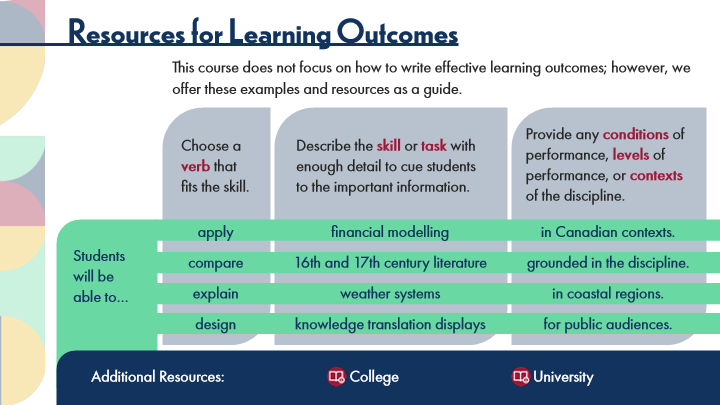 Resources for Learning Outcomes
This course does not focus on how to write effective learning outcomes; however, we
offer these examples and resources as a guide.
Choose a
verb that
fits the skill.
Describe the skill or task with
enough detail to cue students
to the important information.
Provide any conditions of
performance, levels of
performance, or contexts
of the discipline.
Students
will be
able to...
apply financial modelling in Canadian contexts.
compare 16th and 17th century literature grounded in the discipline.
explain weather systems in coastal regions.
design knowledge translation displays for public audiences.
Additional Resources: College University